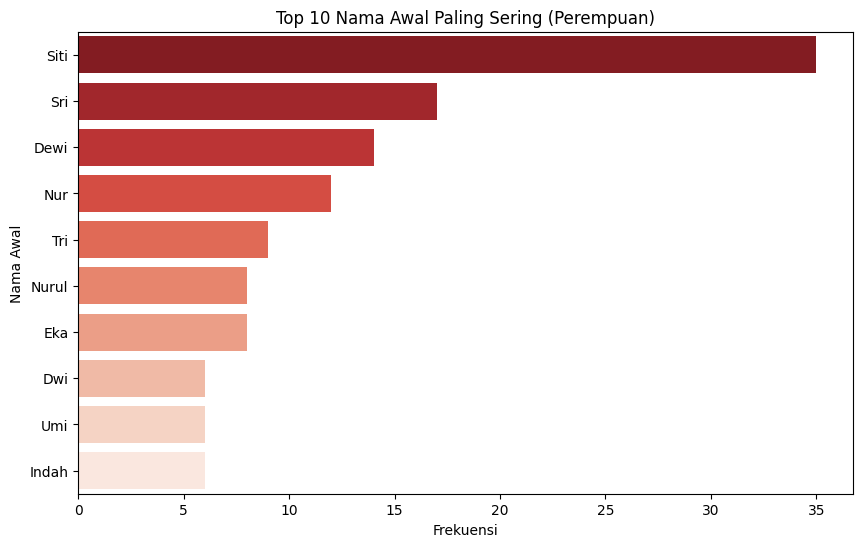 Top 10 Nama Awal Paling Sering (Perempuan)
Nama Awal
Siti
Sri
Dewi
Nur
Tri
Nurul
Eka
Dwi
Umi
Indah
0 5 10 15 20 25 30 35
Frekuensi